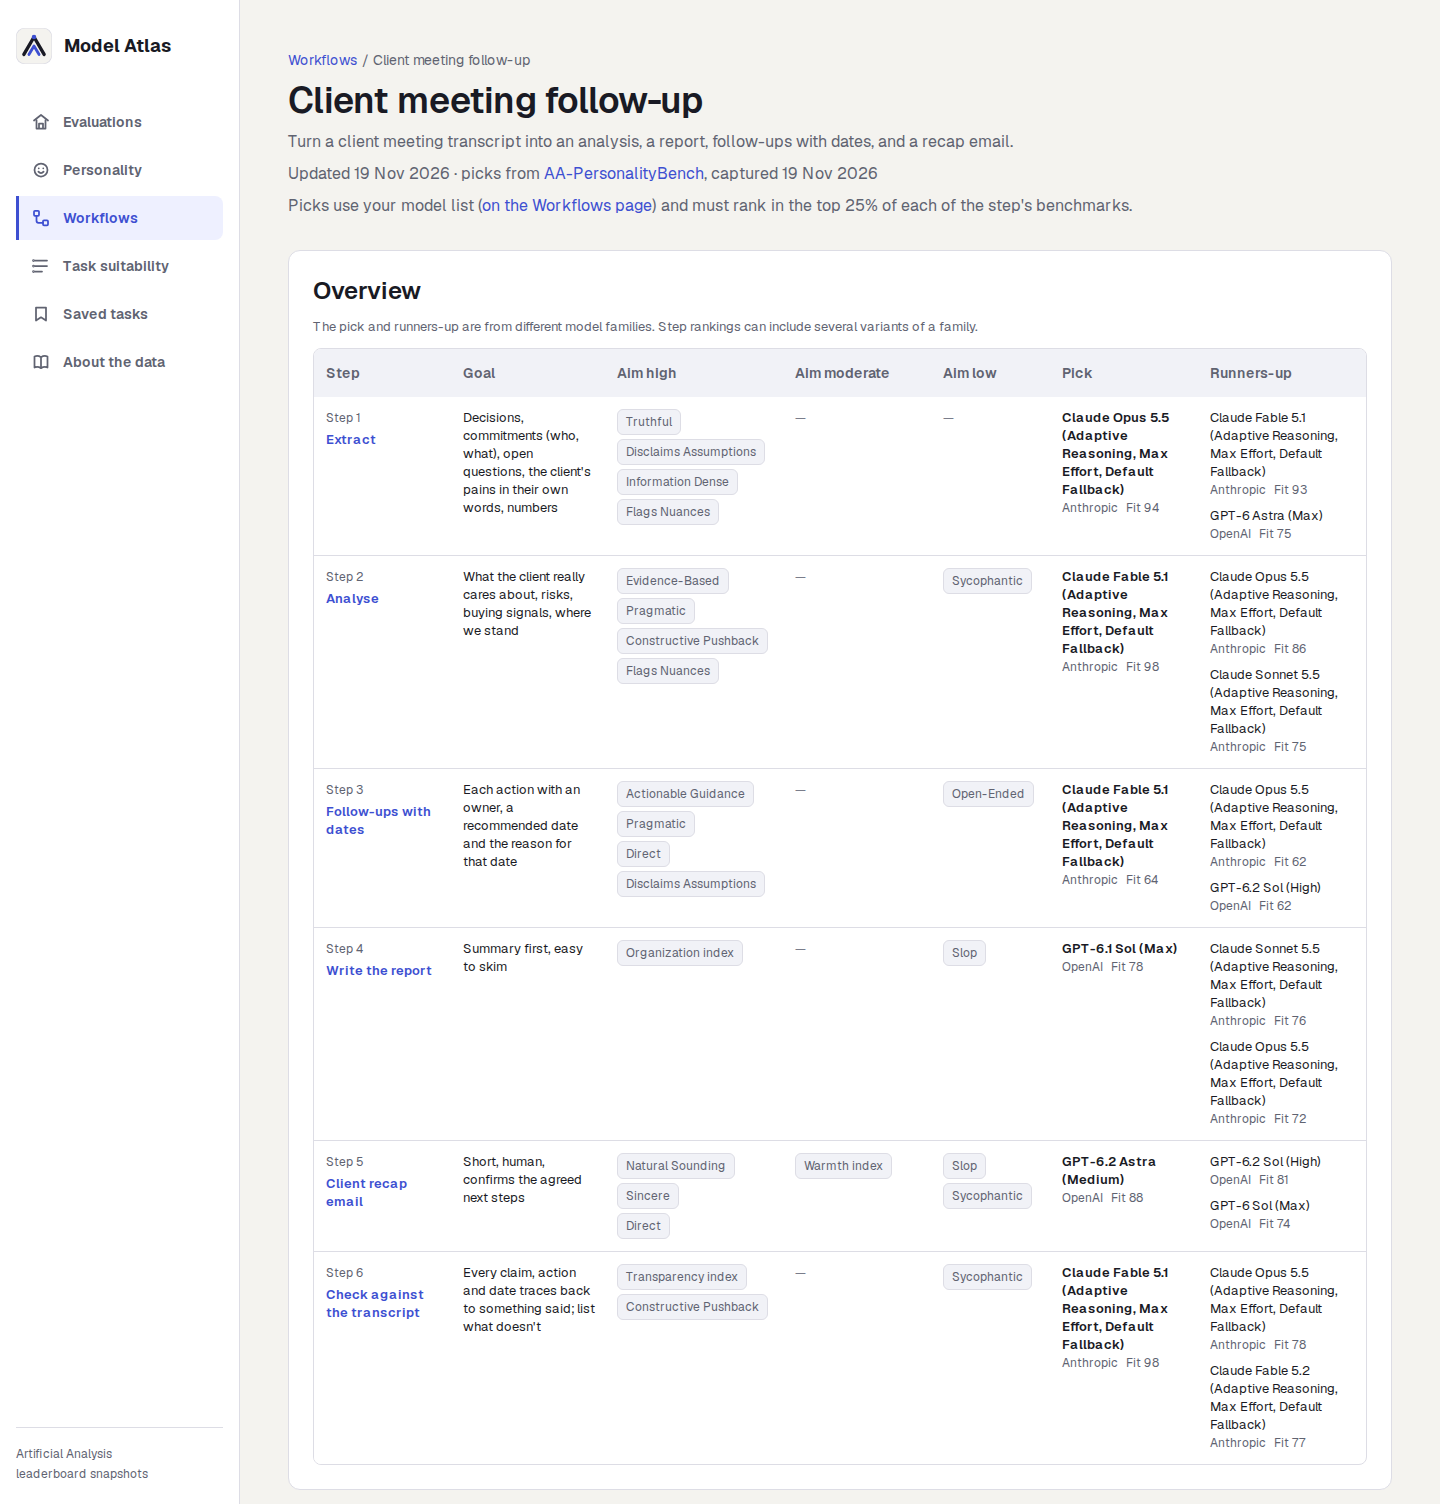 Model Atlas
Evaluations
Personality
Workflows
Task suitability
Saved tasks
About the data
Artificial Analysis
leaderboard snapshots
Workflows / Client meeting follow-up
Client meeting follow-up
Turn a client meeting transcript into an analysis, a report, follow-ups with dates, and a recap email.
Updated 19 Nov 2026 · picks from AA-PersonalityBench, captured 19 Nov 2026
Picks use your model list (on the Workflows page) and must rank in the top 25% of each of the step's benchmarks.
Overview
The pick and runners-up are from different model families. Step rankings can include several variants of a family.
Step Goal Aim high Aim moderate Aim low Pick Runners-up
Step 1
Extract
Decisions,
commitments (who,
what), open
questions, the client's
pains in their own
words, numbers
Truthful
Disclaims Assumptions
Information Dense
Flags Nuances
—
—
Claude Opus 5.5
(Adaptive
Reasoning, Max
Effort, Default
Fallback)
Anthropic Fit 94
Claude Fable 5.1
(Adaptive Reasoning,
Max Effort, Default
Fallback)
Anthropic Fit 93
GPT-6 Astra (Max)
OpenAI Fit 75
Step 2
Analyse
What the client really
cares about, risks,
buying signals, where
we stand
Evidence-Based
Pragmatic
Constructive Pushback
Flags Nuances
—
Sycophantic
Claude Fable 5.1
(Adaptive
Reasoning, Max
Effort, Default
Fallback)
Anthropic Fit 98
Claude Opus 5.5
(Adaptive Reasoning,
Max Effort, Default
Fallback)
Anthropic Fit 86
Claude Sonnet 5.5
(Adaptive Reasoning,
Max Effort, Default
Fallback)
Anthropic Fit 75
Step 3
Follow-ups with
dates
Each action with an
owner, a
recommended date
and the reason for
that date
Actionable Guidance
Pragmatic
Direct
Disclaims Assumptions
—
Open-Ended
Claude Fable 5.1
(Adaptive
Reasoning, Max
Effort, Default
Fallback)
Anthropic Fit 64
Claude Opus 5.5
(Adaptive Reasoning,
Max Effort, Default
Fallback)
Anthropic Fit 62
GPT-6.2 Sol (High)
OpenAI Fit 62
Step 4
Write the report
Summary first, easy
to skim
Organization index
—
Slop
GPT-6.1 Sol (Max)
OpenAI Fit 78
Claude Sonnet 5.5
(Adaptive Reasoning,
Max Effort, Default
Fallback)
Anthropic Fit 76
Claude Opus 5.5
(Adaptive Reasoning,
Max Effort, Default
Fallback)
Anthropic Fit 72
Step 5
Client recap
email
Short, human,
confirms the agreed
next steps
Natural Sounding
Sincere
Direct
Warmth index
Slop
Sycophantic
GPT-6.2 Astra
(Medium)
OpenAI Fit 88
GPT-6.2 Sol (High)
OpenAI Fit 81
GPT-6 Sol (Max)
OpenAI Fit 74
Step 6
Check against
the transcript
Every claim, action
and date traces back
to something said; list
what doesn't
Transparency index
Constructive Pushback
—
Sycophantic
Claude Fable 5.1
(Adaptive
Reasoning, Max
Effort, Default
Fallback)
Anthropic Fit 98
Claude Opus 5.5
(Adaptive Reasoning,
Max Effort, Default
Fallback)
Anthropic Fit 78
Claude Fable 5.2
(Adaptive Reasoning,
Max Effort, Default
Fallback)
Anthropic Fit 77